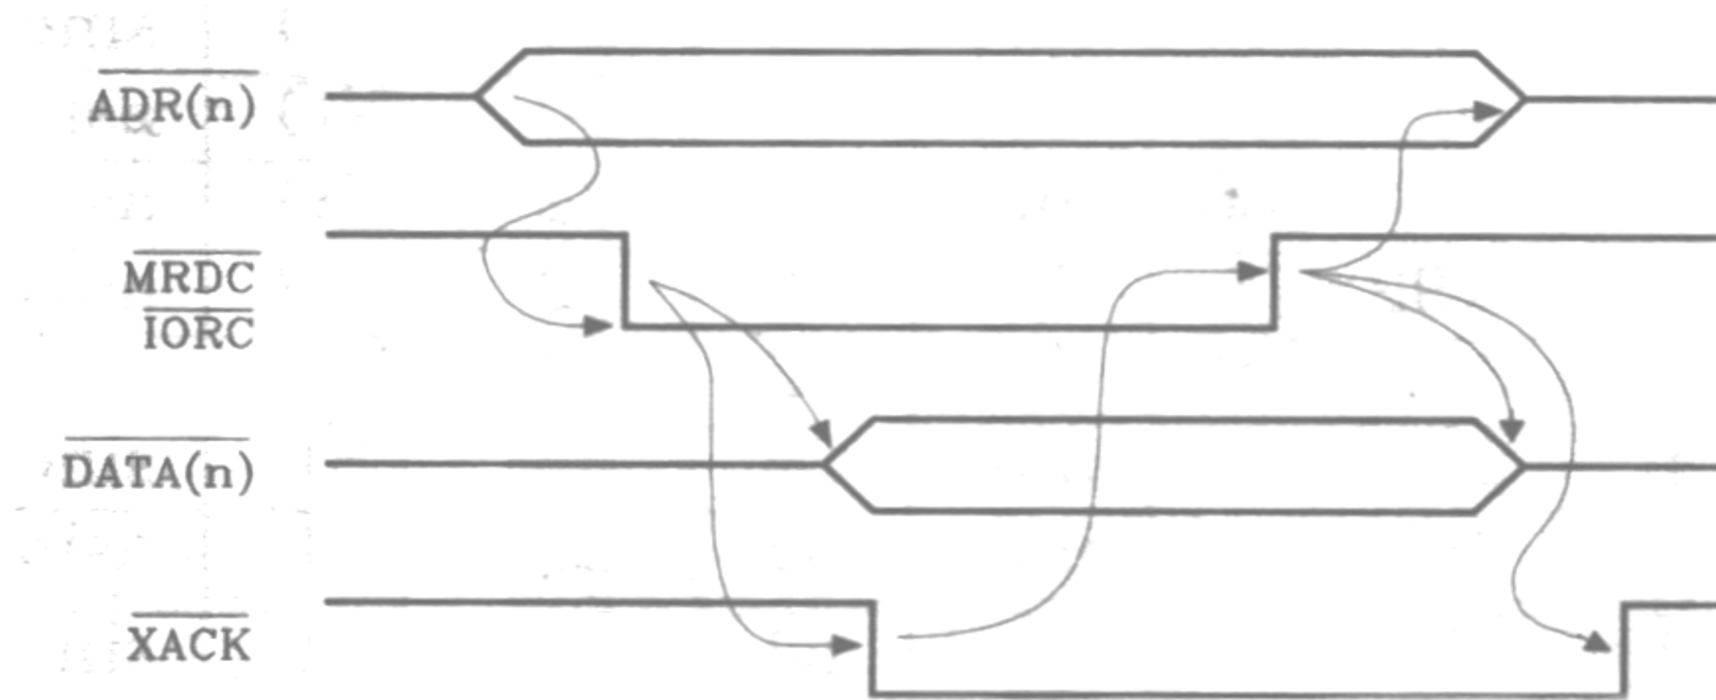 ADR(n)
MRDC
IORC
DATA(n)
XACK